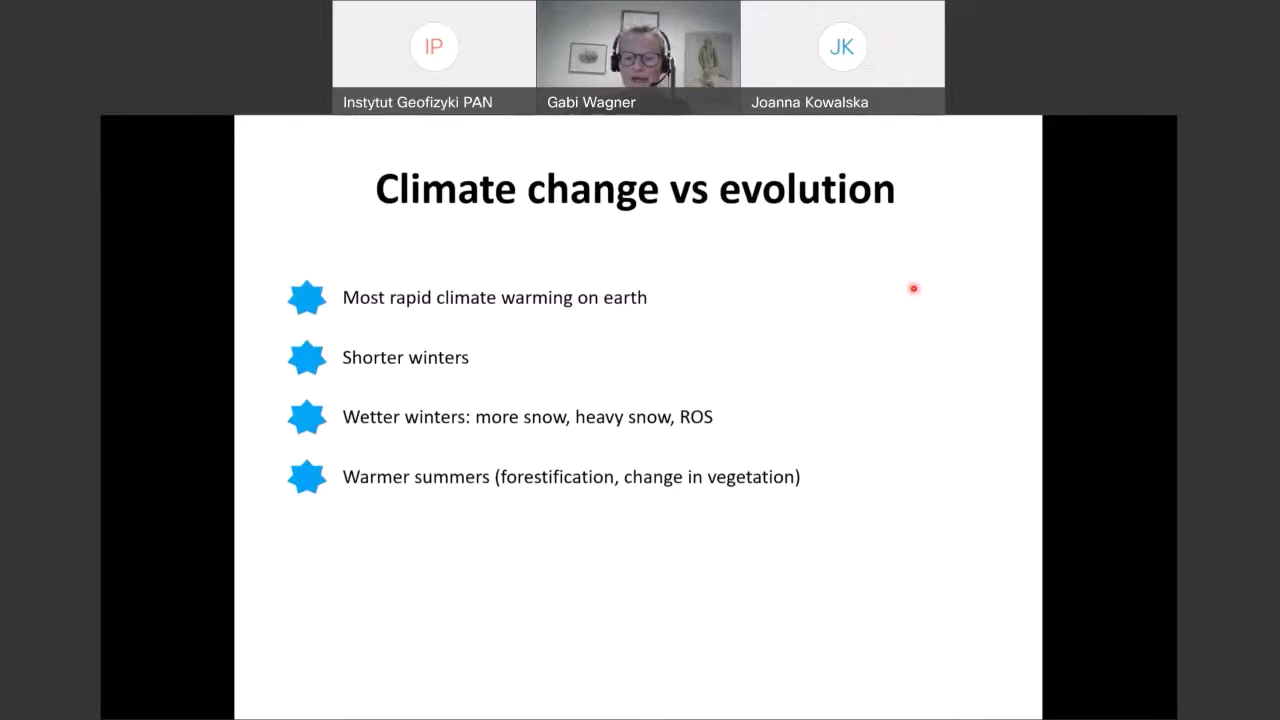 IP
JK
Instytut Geofizyki PAN
Gabi Wagner
Joanna Kowalska
Climate change vs evolution
Most rapid climate warming on earth
Shorter winters
Wetter winters: more snow, heavy snow, ROS
Warmer summers (forestification, change in vegetation)